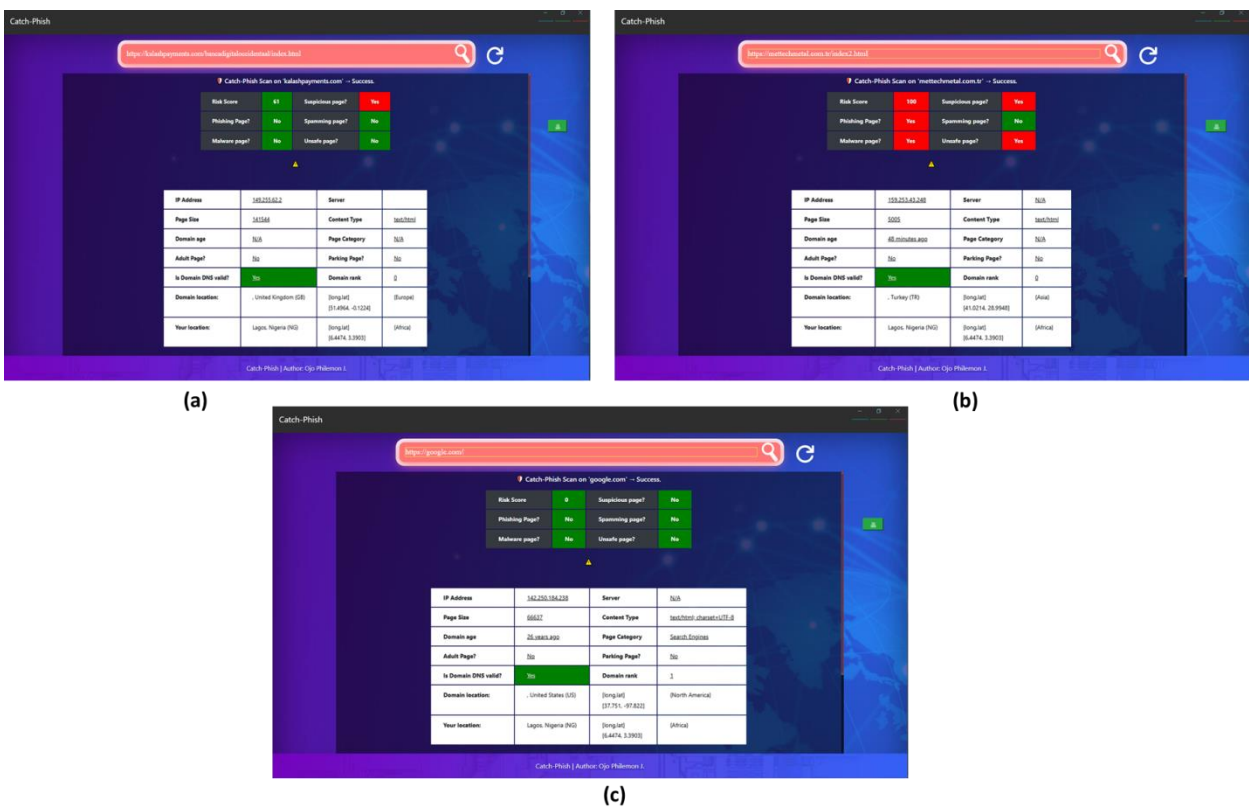 Catch-Phish
https://kalashpayments.com/bancadigitaloccidentual/index.html
Catch-Phish Scan on 'kalashpayments.com' → Success.
Risk Score 61 Suspicious page? Yes
Phishing Page? No Spamming page? No
Malware page? No Unsafe page? No
IP Address 149.255.62.2 Server
Page Size 141544 Content Type text/html
Domain age N/A Page Category N/A
Adult Page? No Parking Page? No
Is Domain DNS valid? Yes Domain rank 0
Domain location: , United Kingdom (GB) [long,lat] [51.4964, -0.1224] (Europe)
Your location: Lagos, Nigeria (NG) [long,lat] [6.4474, 3.3903] (Africa)
Catch-Phish | Author: Ojo Philemon J.
(a)
Catch-Phish
https://mettechmetal.com.tr/index2.html
Catch-Phish Scan on 'mettechmetal.com.tr' → Success.
Risk Score 100 Suspicious page? Yes
Phishing Page? Yes Spamming page? No
Malware page? Yes Unsafe page? Yes
IP Address 159.253.43.248 Server N/A
Page Size 5005 Content Type text/html
Domain age 48 minutes ago Page Category N/A
Adult Page? No Parking Page? No
Is Domain DNS valid? Yes Domain rank 0
Domain location: , Turkey (TR) [long,lat] [41.0214, 28.9948] (Asia)
Your location: Lagos, Nigeria (NG) [long,lat] [6.4474, 3.3903] (Africa)
Catch-Phish | Author: Ojo Philemon J.
(b)
Catch-Phish
https://google.com/
Catch-Phish Scan on 'google.com' → Success.
Risk Score 0 Suspicious page? No
Phishing Page? No Spamming page? No
Malware page? No Unsafe page? No
IP Address 142.250.184.238 Server N/A
Page Size 66637 Content Type text/html; charset=UTF-8
Domain age 26 years ago Page Category Search Engines
Adult Page? No Parking Page? No
Is Domain DNS valid? Yes Domain rank 1
Domain location: , United States (US) [long,lat] [37.751, -97.822] (North America)
Your location: Lagos, Nigeria (NG) [long,lat] [6.4474, 3.3903] (Africa)
Catch-Phish | Author: Ojo Philemon J.
(c)